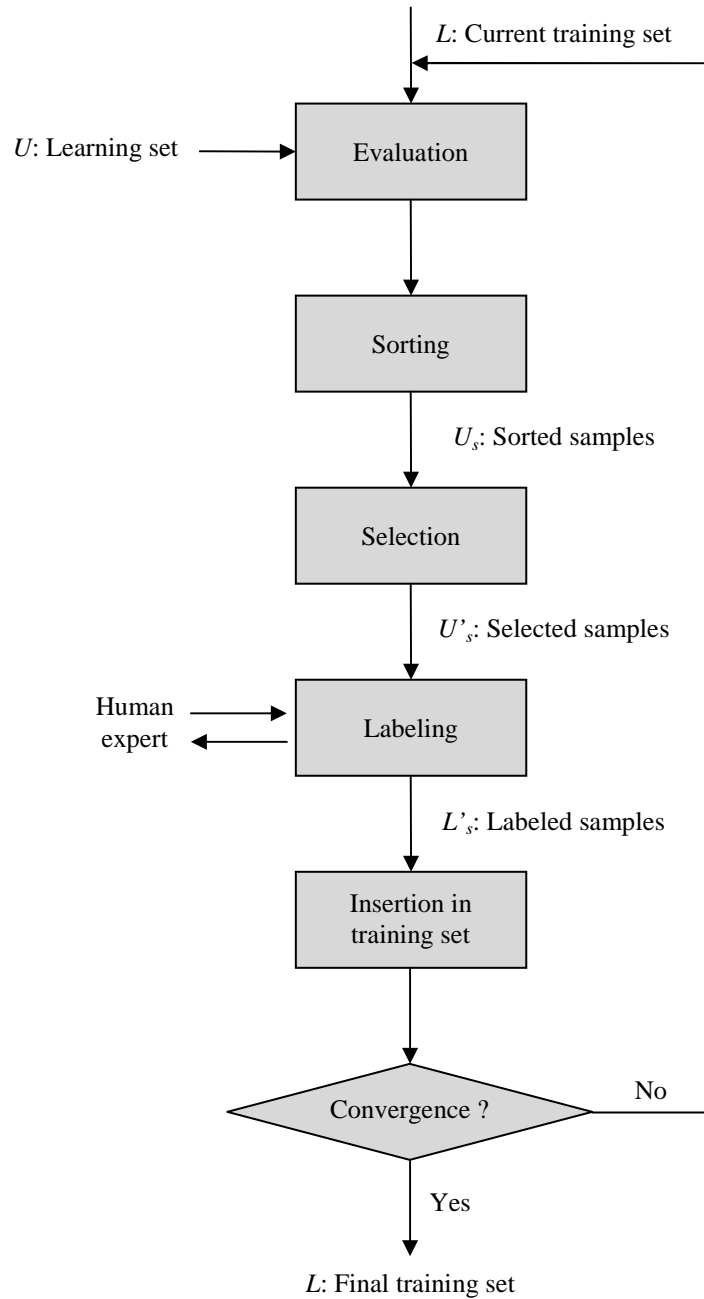 L: Current training set
U: Learning set
Evaluation
Sorting
Us: Sorted samples
Selection
U’s: Selected samples
Human
expert
Labeling
L’s: Labeled samples
Insertion in
training set
Convergence ?
No
Yes
L: Final training set